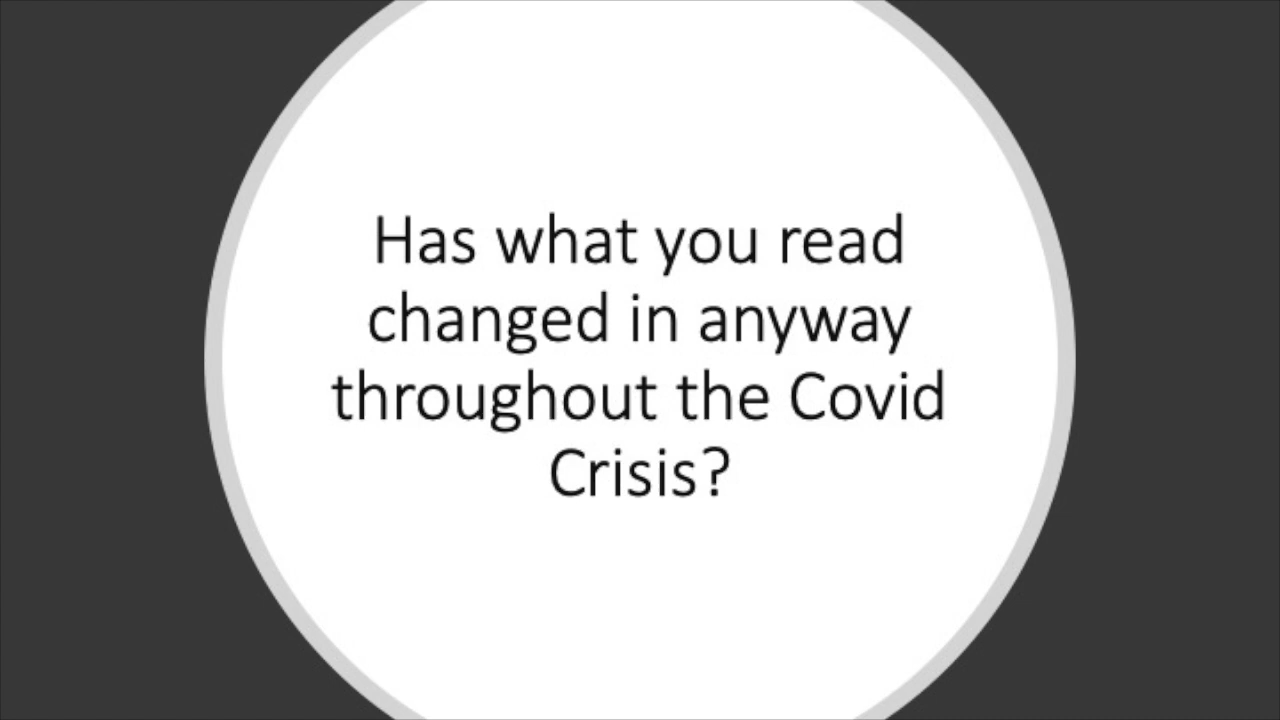 Has what you read
changed in anyway
throughout the Covid
Crisis?